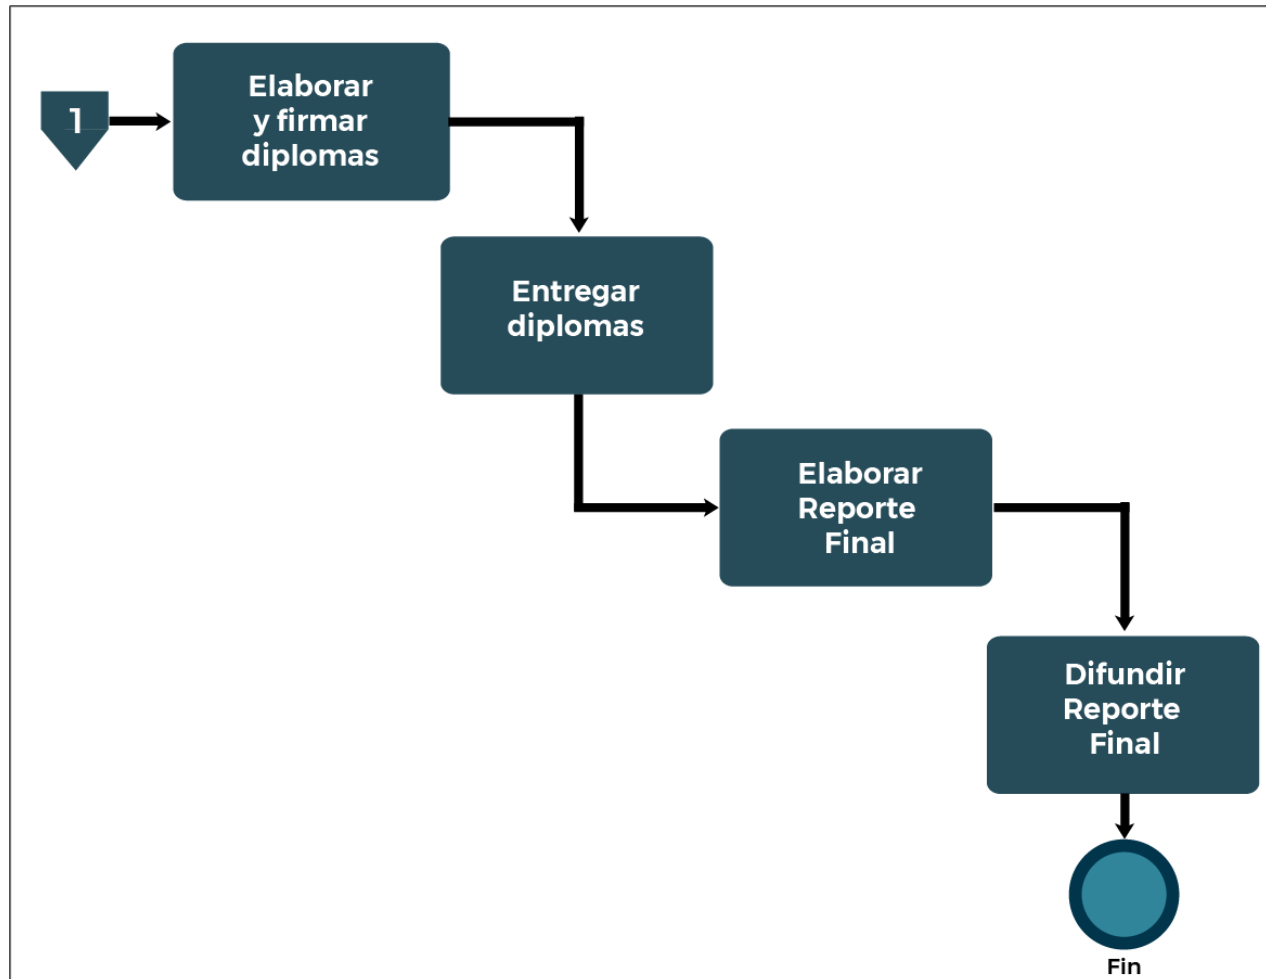 1
Elaborar
y firmar
diplomas
Entregar
diplomas
Elaborar
Reporte
Final
Difundir
Reporte
Final
Fin